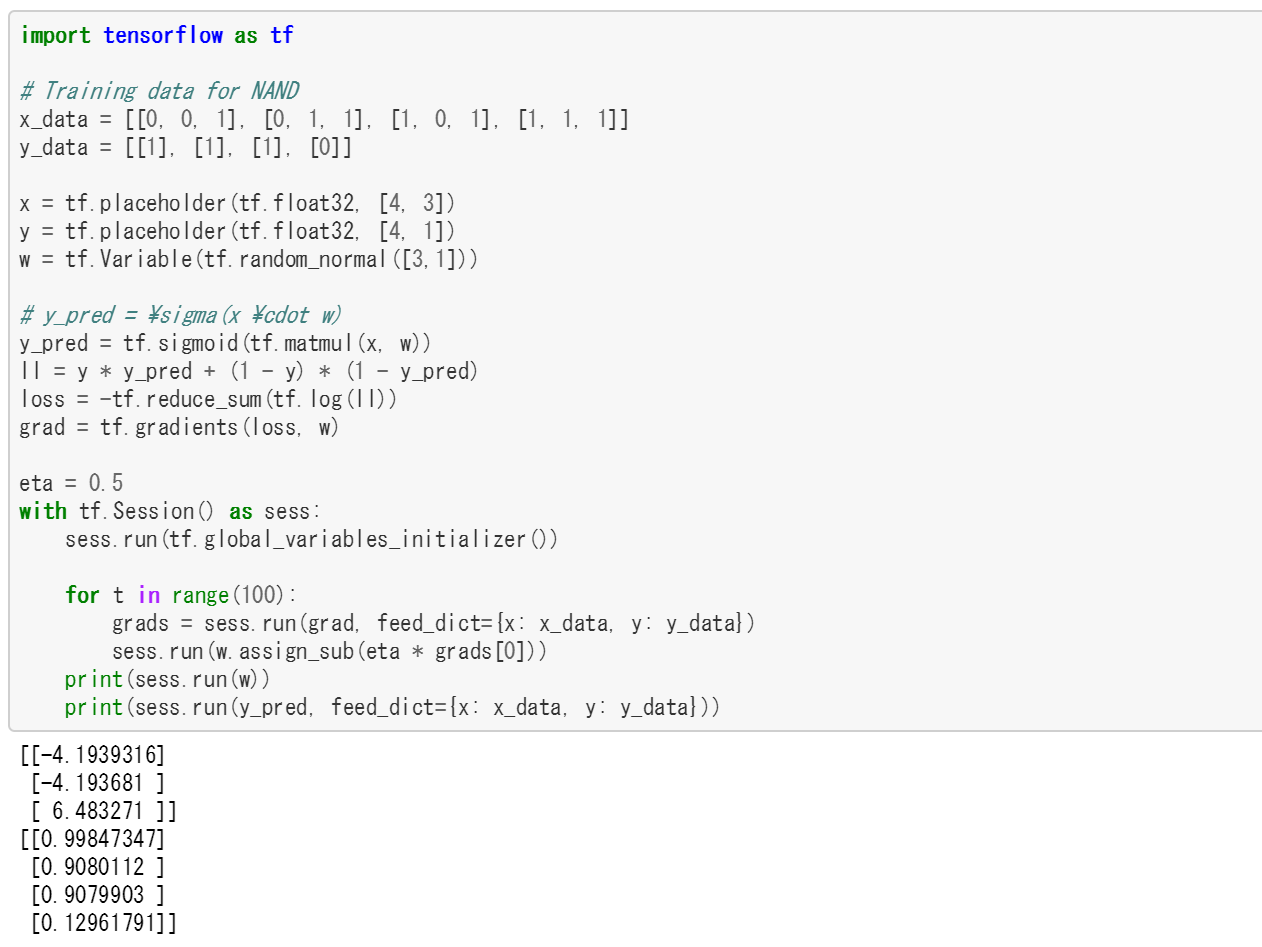 import tensorflow as tf
# Training data for NAND
x_data = [[0, 0, 1], [0, 1, 1], [1, 0, 1], [1, 1, 1]]
y_data = [[1], [1], [1], [0]]
x = tf.placeholder(tf.float32, [4, 3])
y = tf.placeholder(tf.float32, [4, 1])
w = tf.Variable(tf.random_normal([3,1]))
# y_pred = ¥sigma(x ¥cdot w)
y_pred = tf.sigmoid(tf.matmul(x, w))
ll = y * y_pred + (1 - y) * (1 - y_pred)
loss = -tf.reduce_sum(tf.log(ll))
grad = tf.gradients(loss, w)
eta = 0.5
with tf.Session() as sess:
    sess.run(tf.global_variables_initializer())
    for t in range(100):
        grads = sess.run(grad, feed_dict={x: x_data, y: y_data})
        sess.run(w.assign_sub(eta * grads[0]))
    print(sess.run(w))
    print(sess.run(y_pred, feed_dict={x: x_data, y: y_data}))
[[-4.1939316]
 [-4.193681 ]
 [ 6.483271 ]]
[[0.99847347]
 [0.9080112 ]
 [0.9079903 ]
 [0.12961791]]